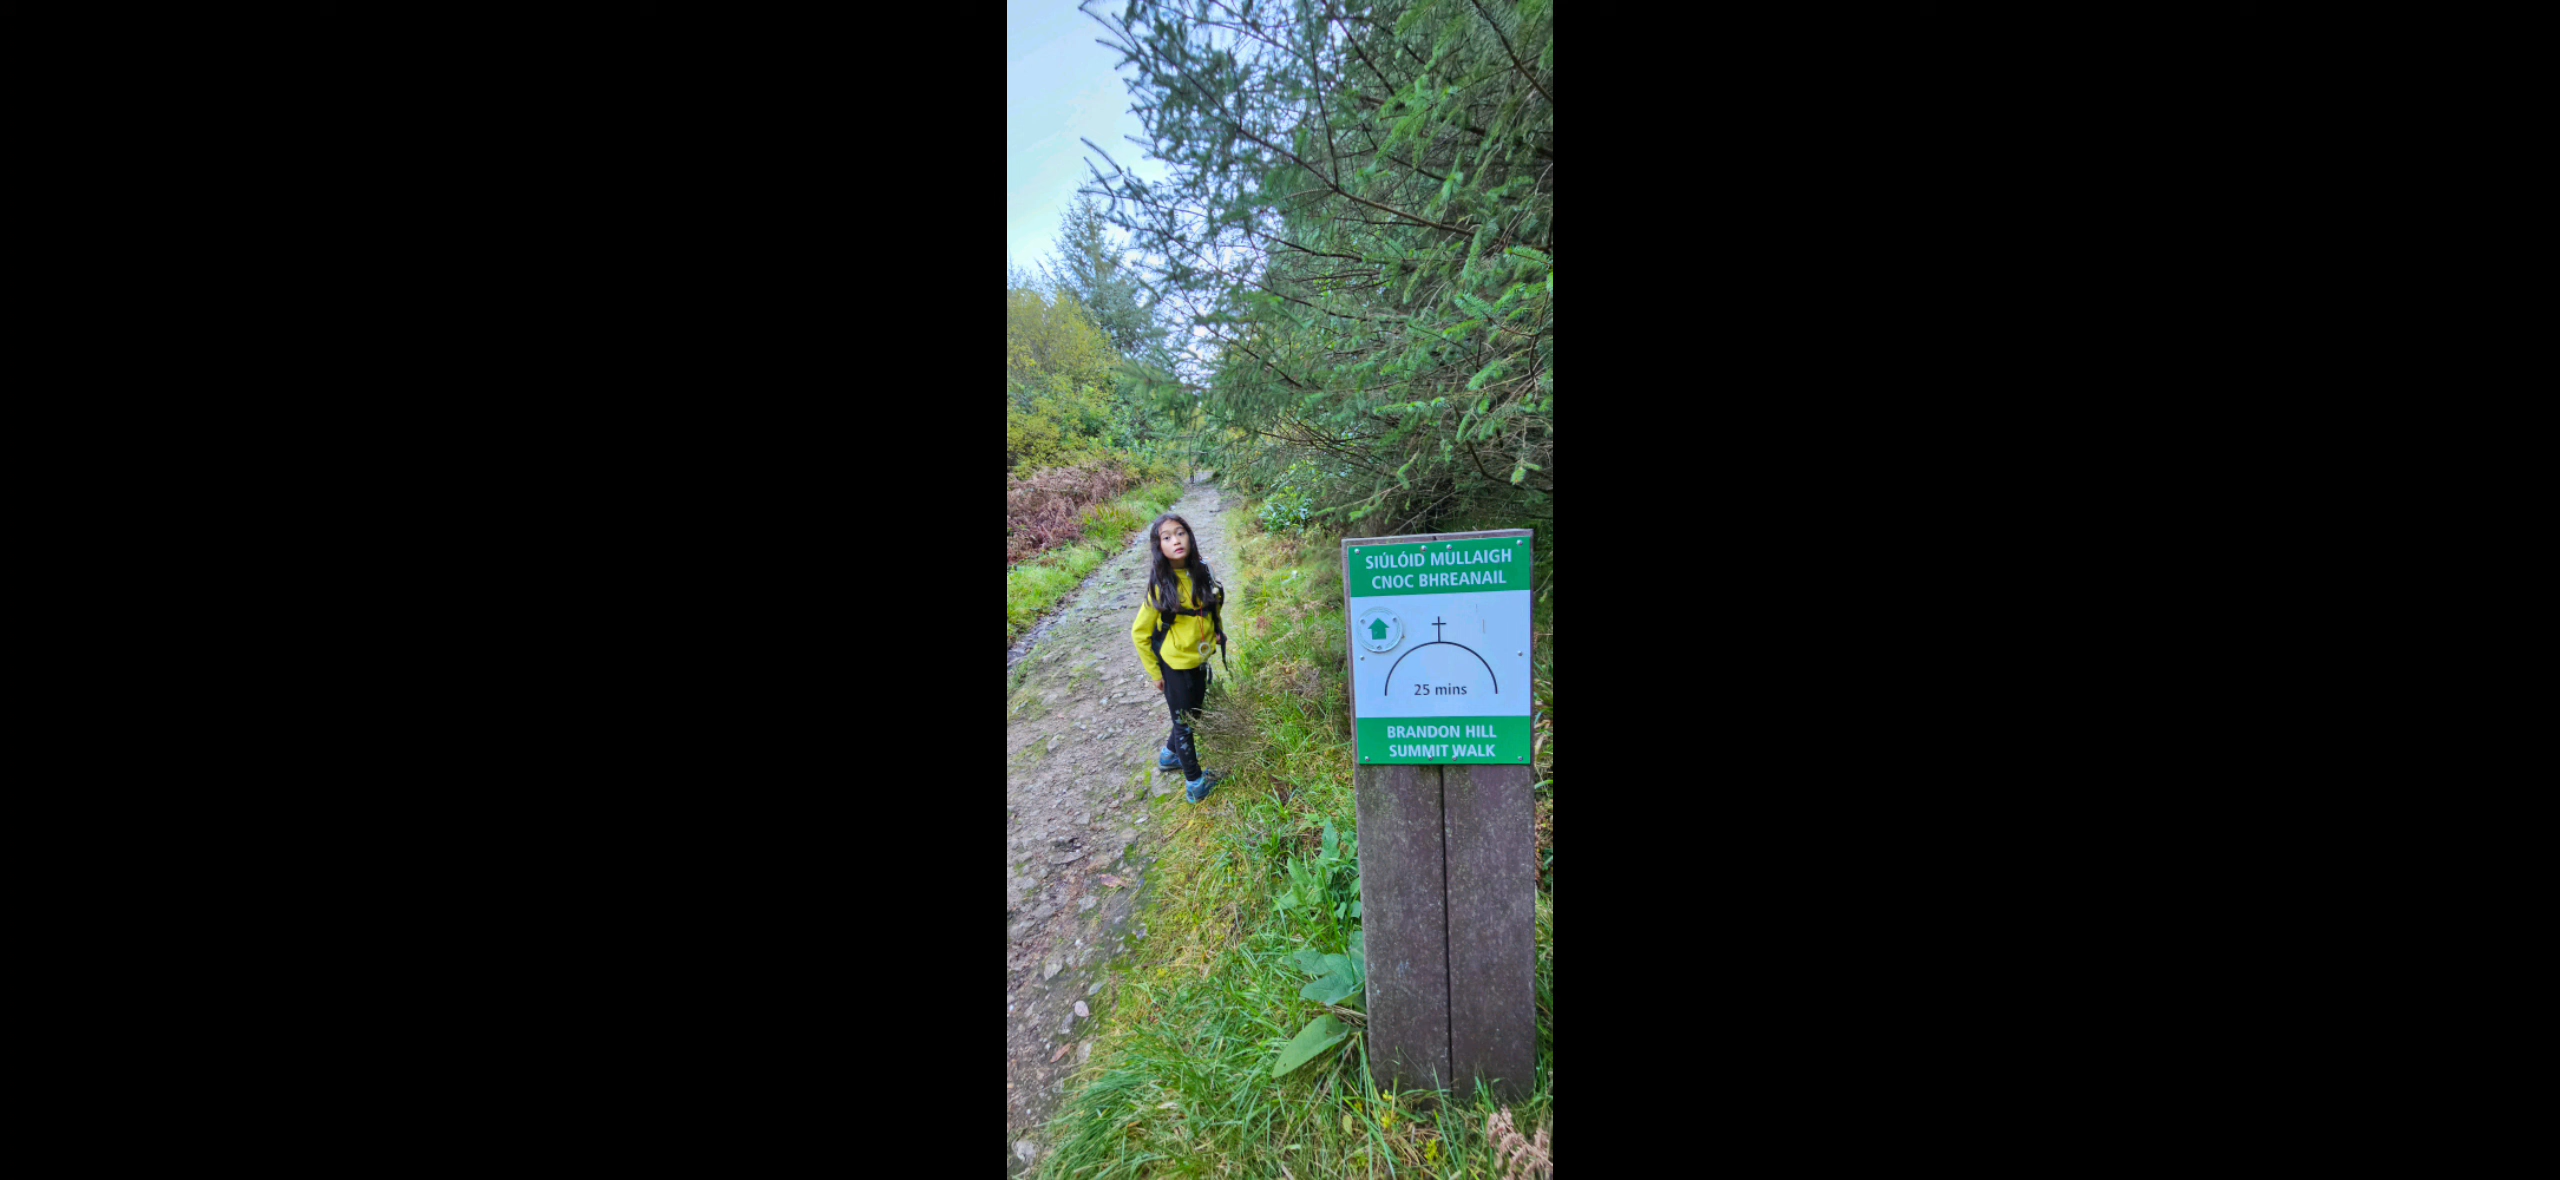 SIÚLÓID MULLAIGH
CNOC BHREANAIL
25 mins
BRANDON HILL
SUMMIT WALK